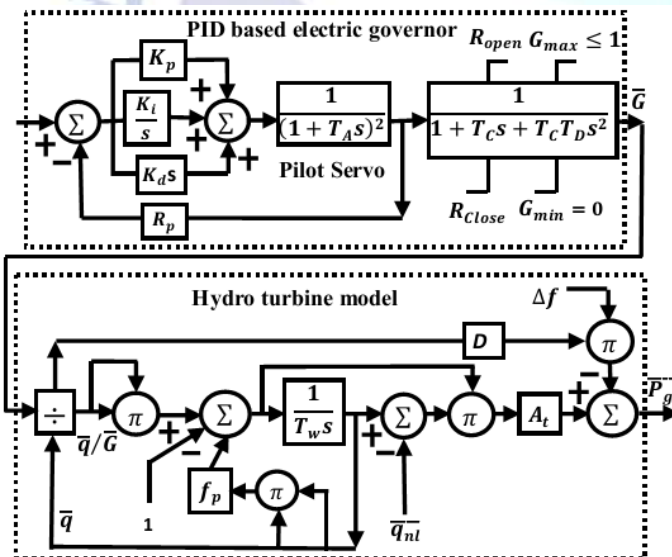 PID based electric governor
R_open G_max ≤ 1
K_p
+
K_i/s
Σ
+
-
+
Σ
+
1/(1 + T_A s)^2
1/(1 + T_C s + T_C T_D s^2)
G̅
K_d s
Pilot Servo
R_p
R_Close G_min = 0
Hydro turbine model
Δf
D
π
-
P̅_g
÷
π
+
-
Σ
1/(T_w s)
+
-
Σ
π
A_t
+
Σ
q̅/G̅
f_p
π
q̅
1
q̅_nl